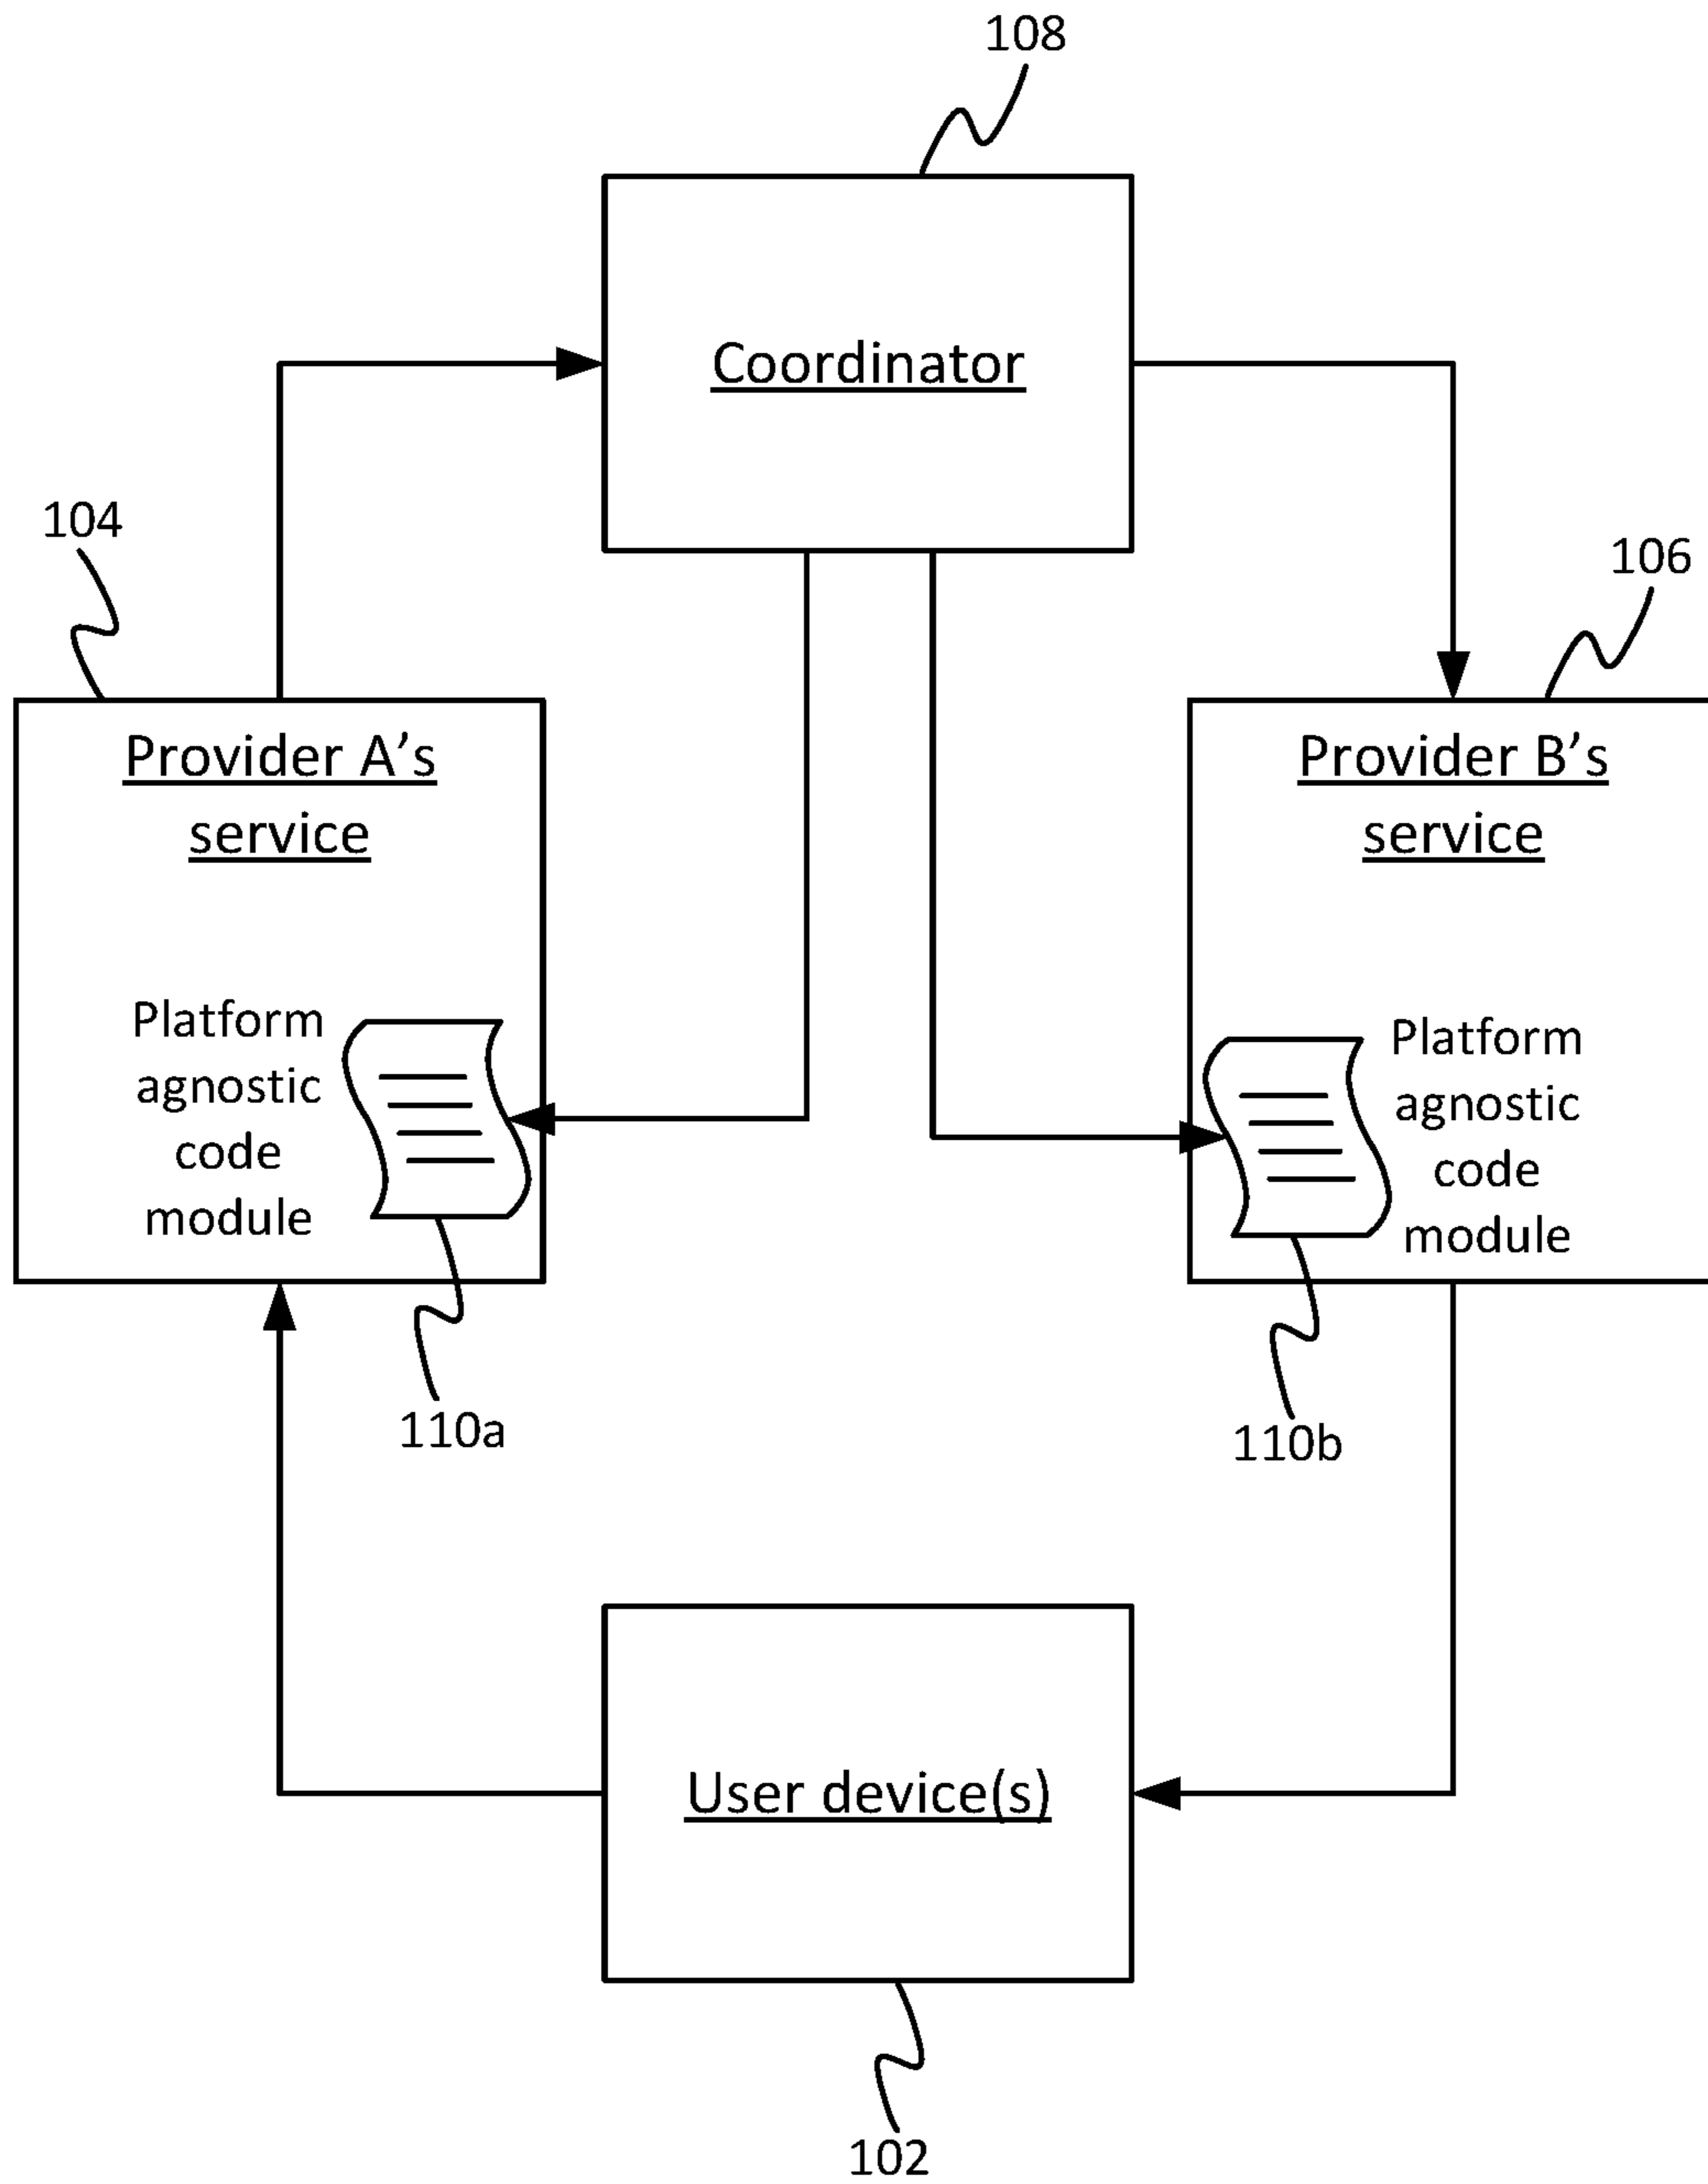 108
Coordinator
104
106
Provider A's
service
Provider B's
service
Platform
agnostic
code
module
Platform
agnostic
code
module
110a
110b
User device(s)
102